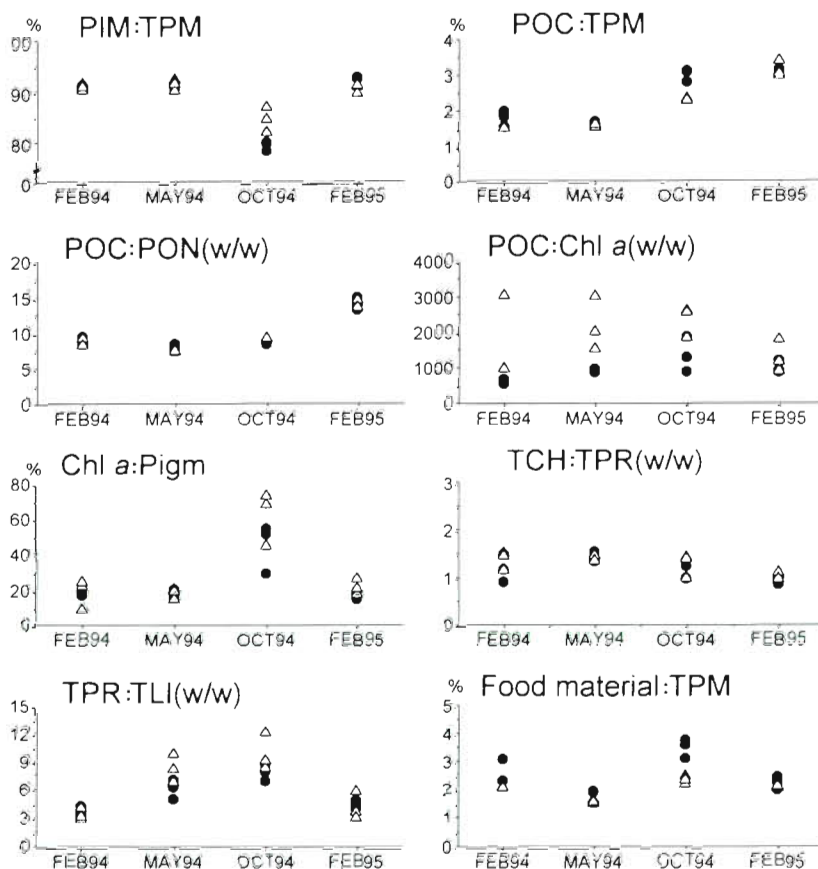 % PIM:TPM
90
80
0
FEB94 MAY94 OCT94 FEB95
POC:TPM
%
4
3
2
1
0
FEB94 MAY94 OCT94 FEB95
POC:PON(w/w)
20
15
10
5
0
FEB94 MAY94 OCT94 FEB95
POC:Chl a(w/w)
4000
3000
2000
1000
0
FEB94 MAY94 OCT94 FEB95
% Chl a:Pigm
80
60
40
20
0
FEB94 MAY94 OCT94 FEB95
TCH:TPR(w/w)
3
2
1
0
FEB94 MAY94 OCT94 FEB95
TPR:TLI(w/w)
15
12
9
6
3
0
FEB94 MAY94 OCT94 FEB95
% Food material:TPM
5
4
3
2
1
0
FEB94 MAY94 OCT94 FEB95